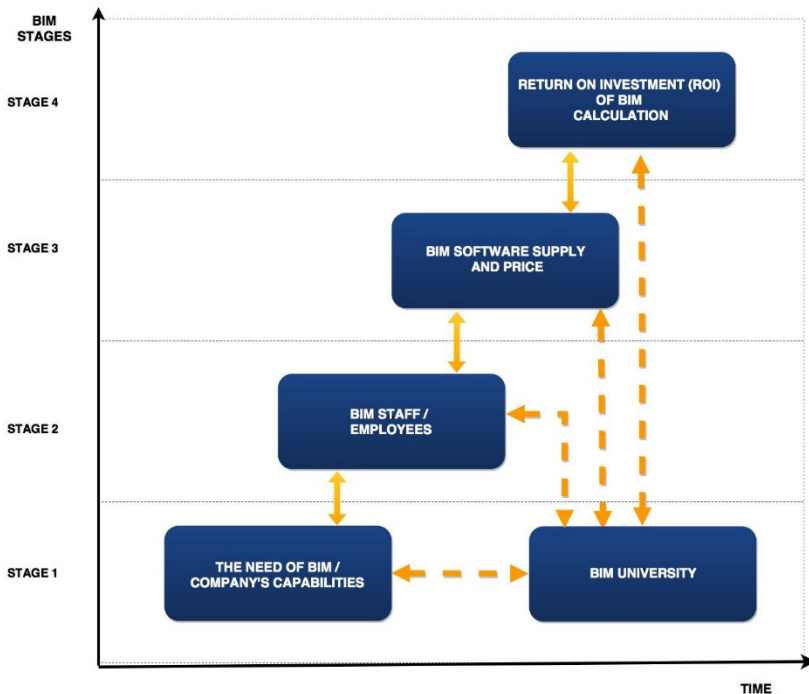 BIM
STAGES
STAGE 4
RETURN ON INVESTMENT (ROI)
OF BIM
CALCULATION
STAGE 3
BIM SOFTWARE SUPPLY
AND PRICE
STAGE 2
BIM STAFF /
EMPLOYEES
STAGE 1
THE NEED OF BIM /
COMPANY'S CAPABILITIES
BIM UNIVERSITY
TIME